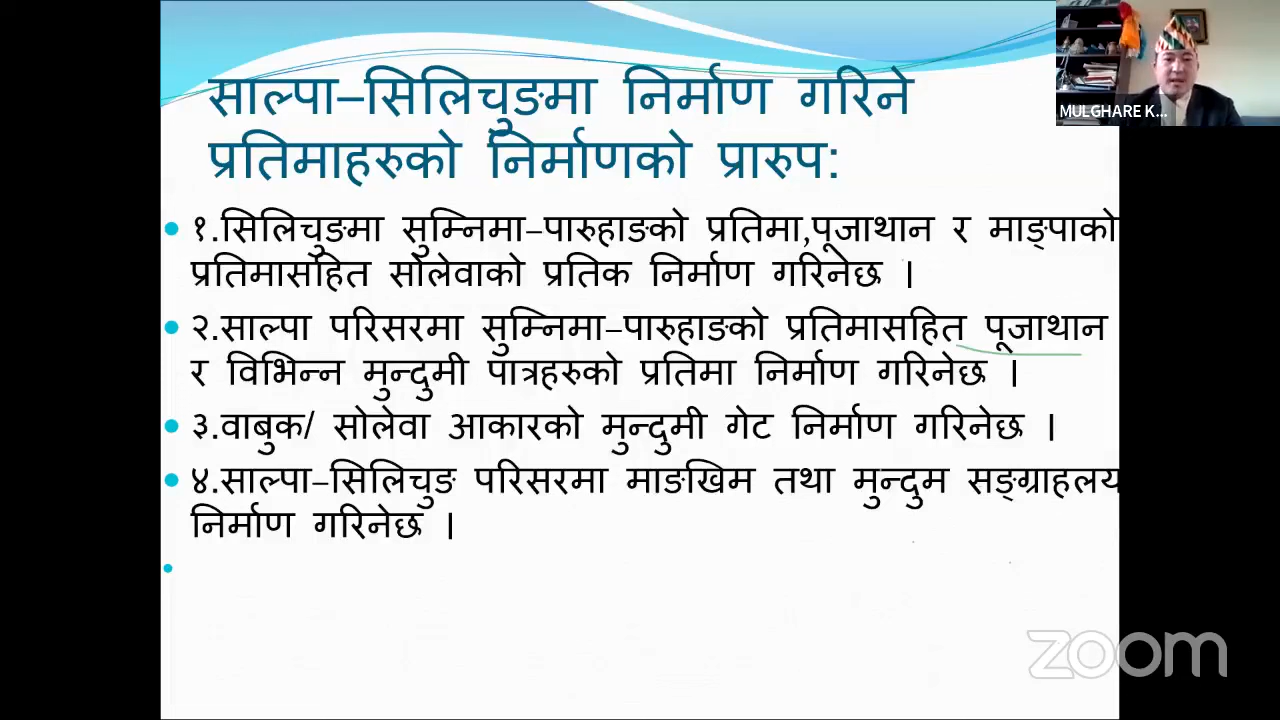 साल्पा–सिलिचुङमा निर्माण गरिने
प्रतिमाहरुको निर्माणको प्रारुप:
१.सिलिचुङमा सुम्निमा–पारुहाङको प्रतिमा,पूजाथान र माङ्पाको
प्रतिमासहित सोलेवाको प्रतिक निर्माण गरिनेछ ।
२.साल्पा परिसरमा सुम्निमा–पारुहाङको प्रतिमासहित पूजाथान
र विभिन्न मुन्दुमी पात्रहरुको प्रतिमा निर्माण गरिनेछ ।
३.वाबुक/ सोलेवा आकारको मुन्दुमी गेट निर्माण गरिनेछ ।
४.साल्पा–सिलिचुङ परिसरमा माङखिम तथा मुन्दुम सङ्ग्राहलय
निर्माण गरिनेछ ।
MULGHARE K...
zoom